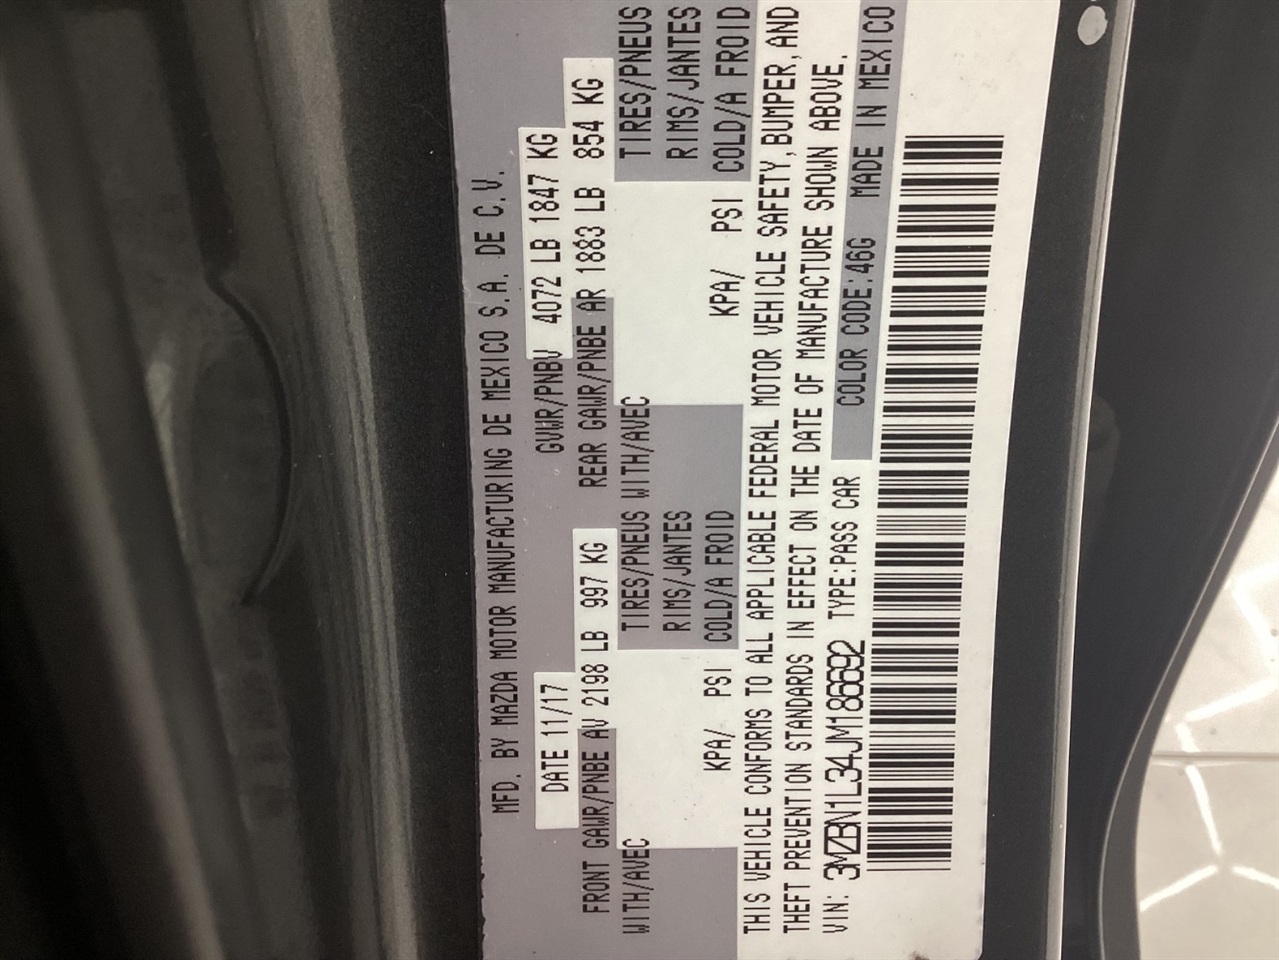 MFD. BY MAZDA MOTOR MANUFACTURING DE MEXICO S.A. DE C.V.
DATE 11/17 GVWR/PNBV 4072 LB 1847 KG
FRONT GAWR/PNBE AV 2198 LB 997 KG REAR GAWR/PNBE AR 1883 LB 854 KG
WITH/AVEC TIRES/PNEUS WITH/AVEC TIRES/PNEUS
RIMS/JANTES RIMS/JANTES
KPA/ PSI COLD/A FROID KPA/ PSI COLD/A FROID
THIS VEHICLE CONFORMS TO ALL APPLICABLE FEDERAL MOTOR VEHICLE SAFETY, BUMPER, AND
THEFT PREVENTION STANDARDS IN EFFECT ON THE DATE OF MANUFACTURE SHOWN ABOVE.
VIN: 3MZBN1L34JM186692 TYPE:PASS CAR COLOR CODE:46G MADE IN MEXICO